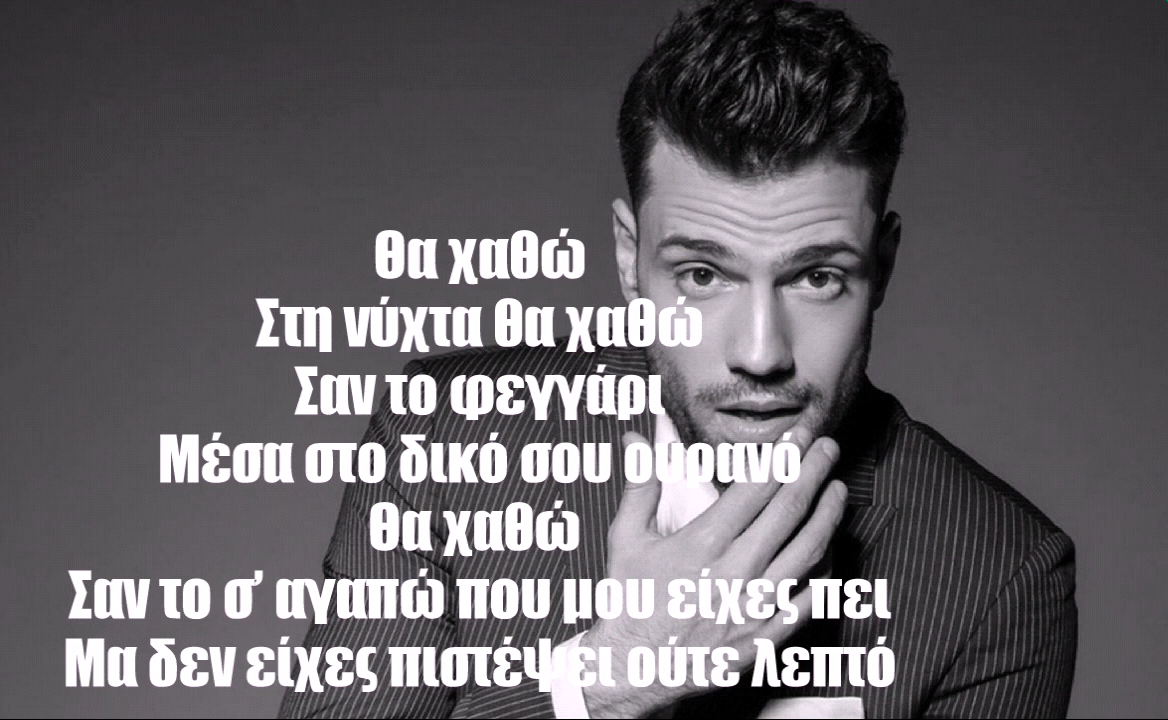 θα χαθώ
Στη νύχτα θα χαθώ
Σαν το φεγγάρι
Μέσα στο δικό σου ουρανό
θα χαθώ
Σαν το σ' αγαπώ που μου είχες πει
Μα δεν είχες πιστέψει ούτε λεπτό